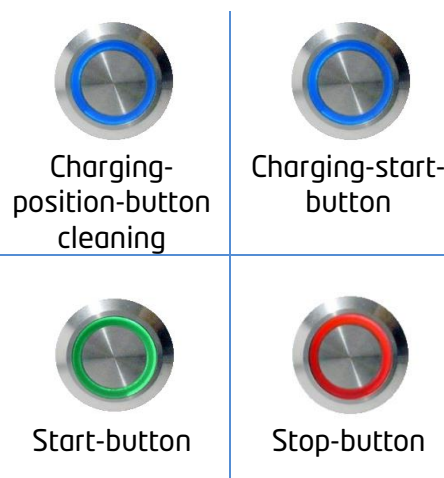 Charging-
position-button
cleaning
Charging-start-
button
Start-button
Stop-button